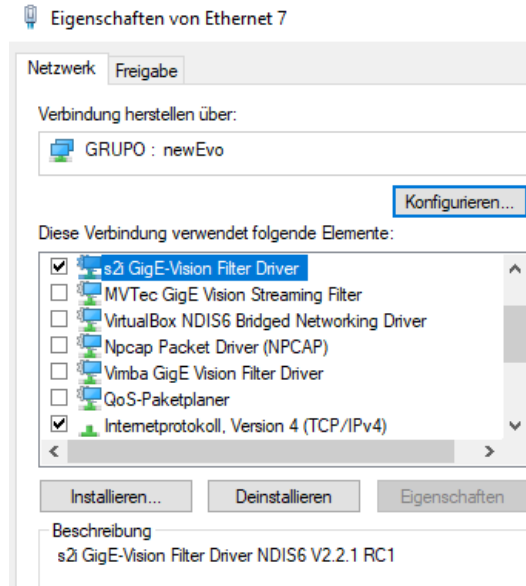 Eigenschaften von Ethernet 7
Netzwerk Freigabe
Verbindung herstellen über:
GRUPO : newEvo
Konfigurieren...
Diese Verbindung verwendet folgende Elemente:
s2i GigE-Vision Filter Driver
MVTec GigE Vision Streaming Filter
VirtualBox NDIS6 Bridged Networking Driver
Npcap Packet Driver (NPCAP)
Vimba GigE Vision Filter Driver
QoS-Paketplaner
Internetprotokoll, Version 4 (TCP/IPv4)
Installieren... Deinstallieren Eigenschaften
Beschreibung
s2i GigE-Vision Filter Driver NDIS6 V2.2.1 RC1